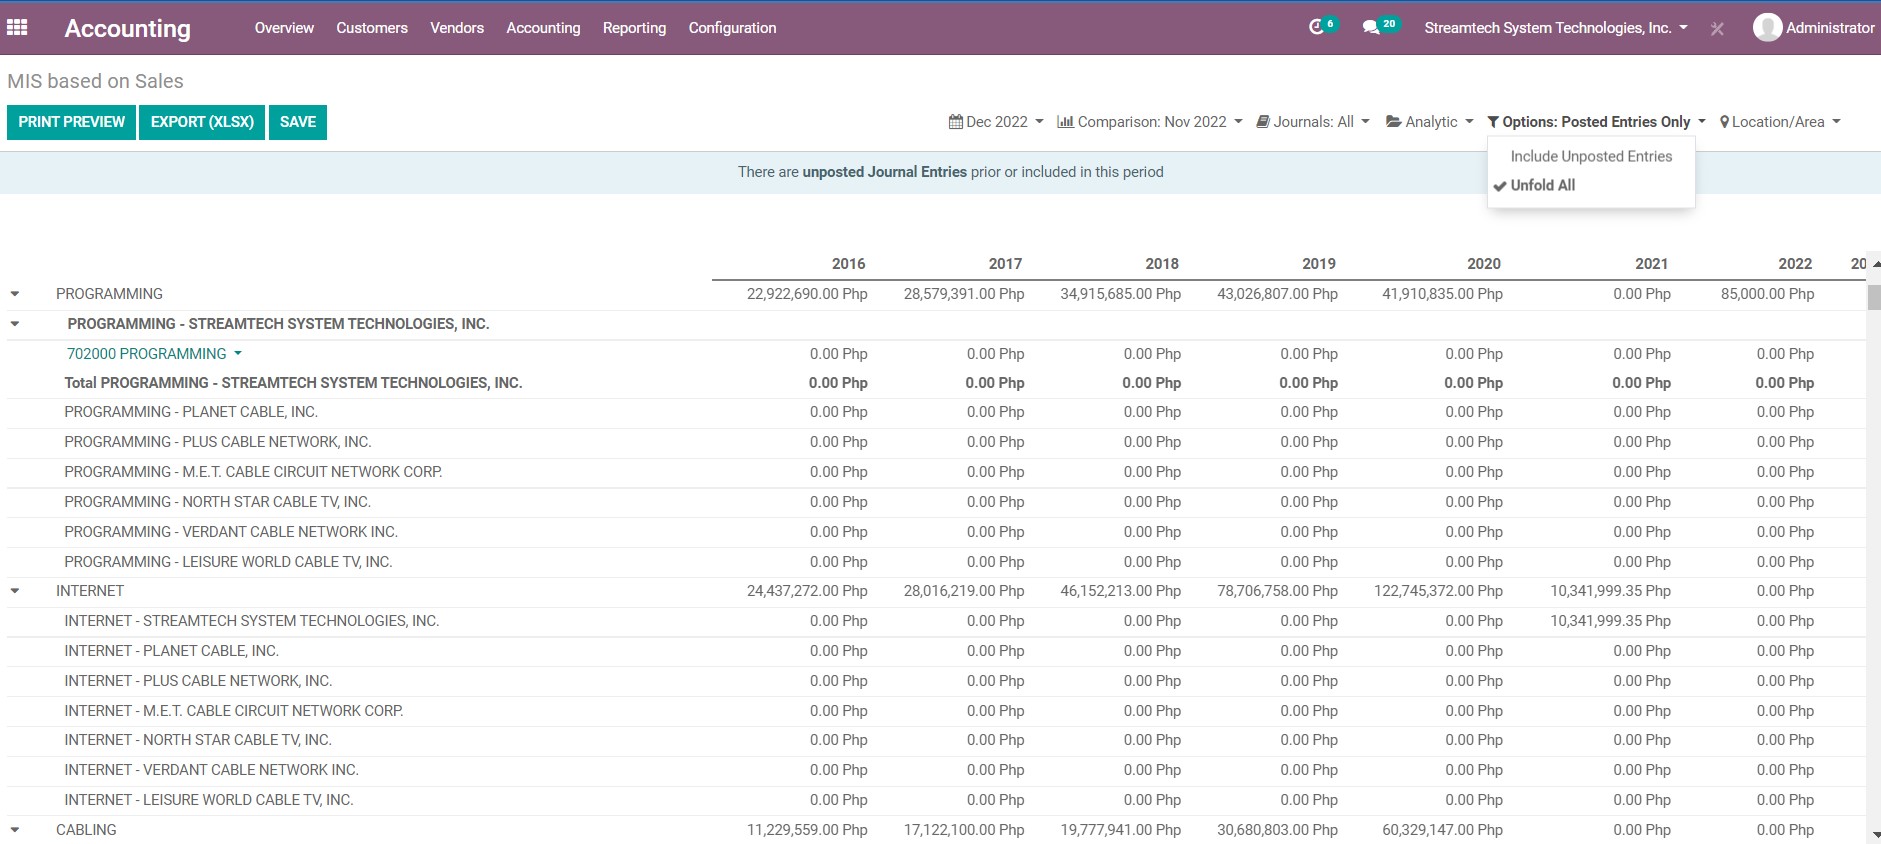 Accounting Overview Customers Vendors Accounting Reporting Configuration 6 20 Streamtech System Technologies, Inc. Administrator
MIS based on Sales
PRINT PREVIEW EXPORT (XLSX) SAVE Dec 2022 Comparison: Nov 2022 Journals: All Analytic Options: Posted Entries Only Location/Area
Include Unposted Entries
Unfold All
There are unposted Journal Entries prior or included in this period
2016 2017 2018 2019 2020 2021 2022 20
PROGRAMMING 22,922,690.00 Php 28,579,391.00 Php 34,915,685.00 Php 43,026,807.00 Php 41,910,835.00 Php 0.00 Php 85,000.00 Php
PROGRAMMING - STREAMTECH SYSTEM TECHNOLOGIES, INC.
702000 PROGRAMMING 0.00 Php 0.00 Php 0.00 Php 0.00 Php 0.00 Php 0.00 Php 0.00 Php
Total PROGRAMMING - STREAMTECH SYSTEM TECHNOLOGIES, INC. 0.00 Php 0.00 Php 0.00 Php 0.00 Php 0.00 Php 0.00 Php 0.00 Php
PROGRAMMING - PLANET CABLE, INC. 0.00 Php 0.00 Php 0.00 Php 0.00 Php 0.00 Php 0.00 Php 0.00 Php
PROGRAMMING - PLUS CABLE NETWORK, INC. 0.00 Php 0.00 Php 0.00 Php 0.00 Php 0.00 Php 0.00 Php 0.00 Php
PROGRAMMING - M.E.T. CABLE CIRCUIT NETWORK CORP. 0.00 Php 0.00 Php 0.00 Php 0.00 Php 0.00 Php 0.00 Php 0.00 Php
PROGRAMMING - NORTH STAR CABLE TV, INC. 0.00 Php 0.00 Php 0.00 Php 0.00 Php 0.00 Php 0.00 Php 0.00 Php
PROGRAMMING - VERDANT CABLE NETWORK INC. 0.00 Php 0.00 Php 0.00 Php 0.00 Php 0.00 Php 0.00 Php 0.00 Php
PROGRAMMING - LEISURE WORLD CABLE TV, INC. 0.00 Php 0.00 Php 0.00 Php 0.00 Php 0.00 Php 0.00 Php 0.00 Php
INTERNET 24,437,272.00 Php 28,016,219.00 Php 46,152,213.00 Php 78,706,758.00 Php 122,745,372.00 Php 10,341,999.35 Php 0.00 Php
INTERNET - STREAMTECH SYSTEM TECHNOLOGIES, INC. 0.00 Php 0.00 Php 0.00 Php 0.00 Php 0.00 Php 10,341,999.35 Php 0.00 Php
INTERNET - PLANET CABLE, INC. 0.00 Php 0.00 Php 0.00 Php 0.00 Php 0.00 Php 0.00 Php 0.00 Php
INTERNET - PLUS CABLE NETWORK, INC. 0.00 Php 0.00 Php 0.00 Php 0.00 Php 0.00 Php 0.00 Php 0.00 Php
INTERNET - M.E.T. CABLE CIRCUIT NETWORK CORP. 0.00 Php 0.00 Php 0.00 Php 0.00 Php 0.00 Php 0.00 Php 0.00 Php
INTERNET - NORTH STAR CABLE TV, INC. 0.00 Php 0.00 Php 0.00 Php 0.00 Php 0.00 Php 0.00 Php 0.00 Php
INTERNET - VERDANT CABLE NETWORK INC. 0.00 Php 0.00 Php 0.00 Php 0.00 Php 0.00 Php 0.00 Php 0.00 Php
INTERNET - LEISURE WORLD CABLE TV, INC. 0.00 Php 0.00 Php 0.00 Php 0.00 Php 0.00 Php 0.00 Php 0.00 Php
CABLING 11,229,559.00 Php 17,122,100.00 Php 19,777,941.00 Php 30,680,803.00 Php 60,329,147.00 Php 0.00 Php 0.00 Php